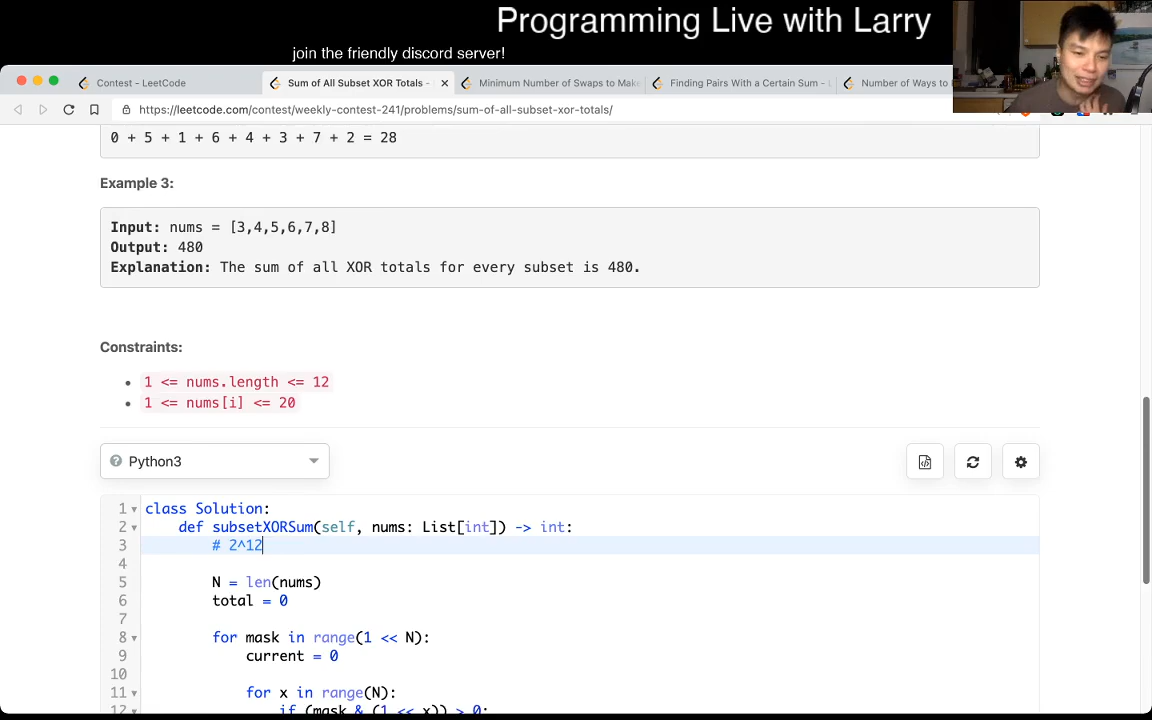 Programming Live with Larry
join the friendly discord server!
Contest - LeetCode
Sum of All Subset XOR Totals -
Minimum Number of Swaps to Make
Finding Pairs With a Certain Sum - L
Number of Ways to
https://leetcode.com/contest/weekly-contest-241/problems/sum-of-all-subset-xor-totals/
0 + 5 + 1 + 6 + 4 + 3 + 7 + 2 = 28
Example 3:
Input: nums = [3,4,5,6,7,8]
Output: 480
Explanation: The sum of all XOR totals for every subset is 480.
Constraints:
1 <= nums.length <= 12
1 <= nums[i] <= 20
Python3
1 class Solution:
2 def subsetXORSum(self, nums: List[int]) -> int:
3 # 2^12
4
5 N = len(nums)
6 total = 0
7
8 for mask in range(1 << N):
9 current = 0
10
11 for x in range(N):
12 if (mask & (1 << x)) > 0: